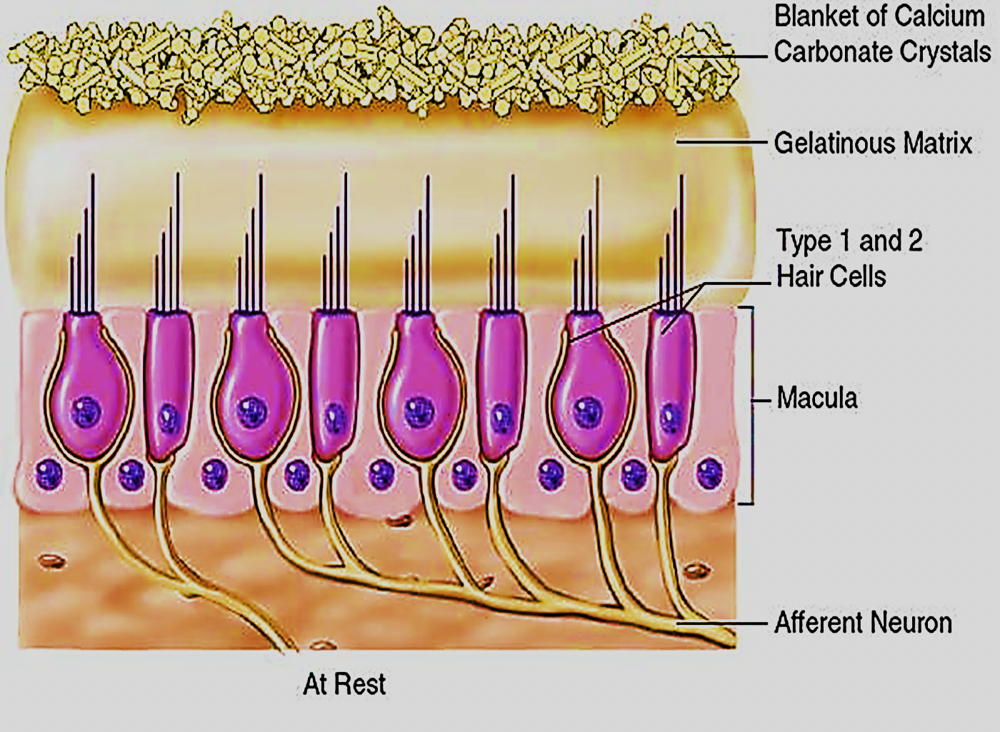 Blanket of Calcium
Carbonate Crystals
Gelatinous Matrix
Type 1 and 2
Hair Cells
Macula
Afferent Neuron
At Rest